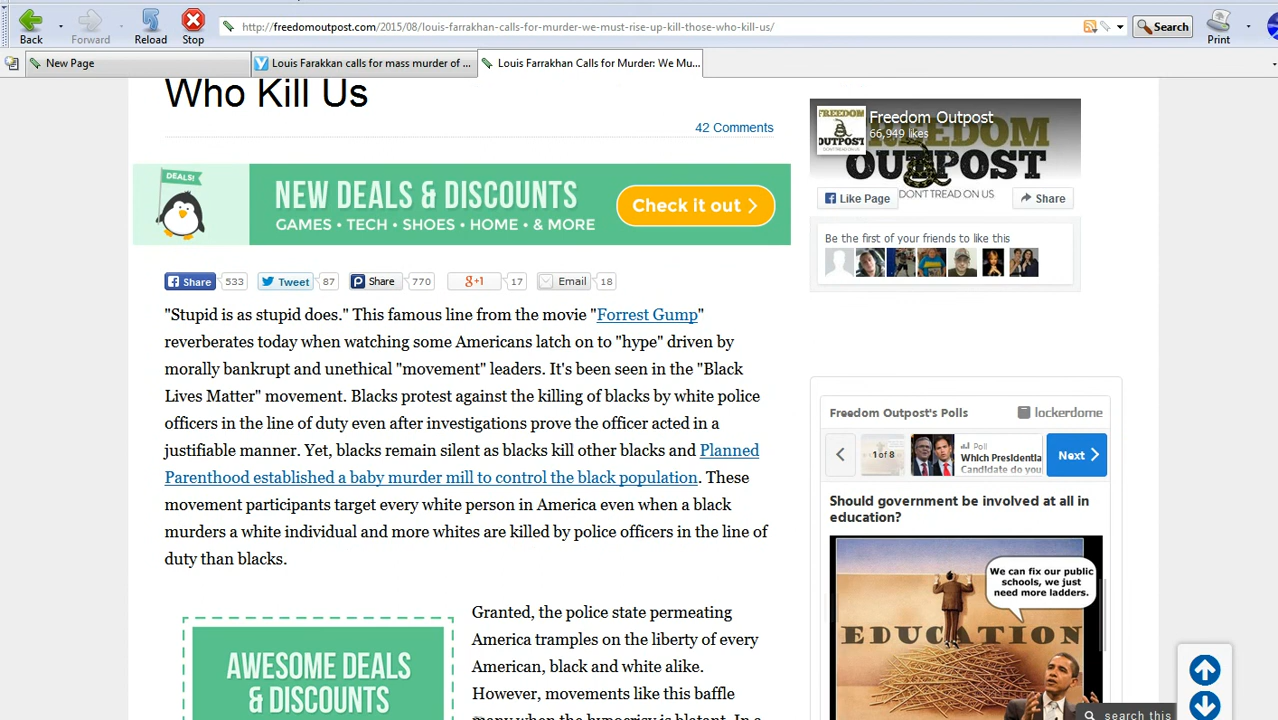 Back
Forward
Reload
Stop
http://freedomoutpost.com/2015/08/louis-farrakhan-calls-for-murder-we-must-rise-up-kill-those-who-kill-us/
Search
Print
New Page
Louis Farakkan calls for mass murder of ...
Louis Farrakhan Calls for Murder: We Mu...
Who Kill Us
42 Comments
DEALS!
NEW DEALS & DISCOUNTS
GAMES • TECH • SHOES • HOME • & MORE
Check it out >
Share 533
Tweet 87
Share 770
g+1 17
Email 18
"Stupid is as stupid does." This famous line from the movie "Forrest Gump"
reverberates today when watching some Americans latch on to "hype" driven by
morally bankrupt and unethical "movement" leaders. It's been seen in the "Black
Lives Matter" movement. Blacks protest against the killing of blacks by white police
officers in the line of duty even after investigations prove the officer acted in a
justifiable manner. Yet, blacks remain silent as blacks kill other blacks and Planned
Parenthood established a baby murder mill to control the black population. These
movement participants target every white person in America even when a black
murders a white individual and more whites are killed by police officers in the line of
duty than blacks.
AWESOME DEALS
& DISCOUNTS
Granted, the police state permeating
America tramples on the liberty of every
American, black and white alike.
However, movements like this baffle
many when the hypocrisy is blatant. In a
Freedom Outpost
66,949 likes
FREEDOM
OUTPOST
FREEDOM
OUTPOST
DON'T TREAD ON US
Like Page
Share
Be the first of your friends to like this
Freedom Outpost's Polls
lockerdome
1 of 8
Poll
Which Presidentia
Candidate do you
Next
Should government be involved at all in
education?
We can fix our public
schools, we just
need more ladders.
EDUCATION
search this